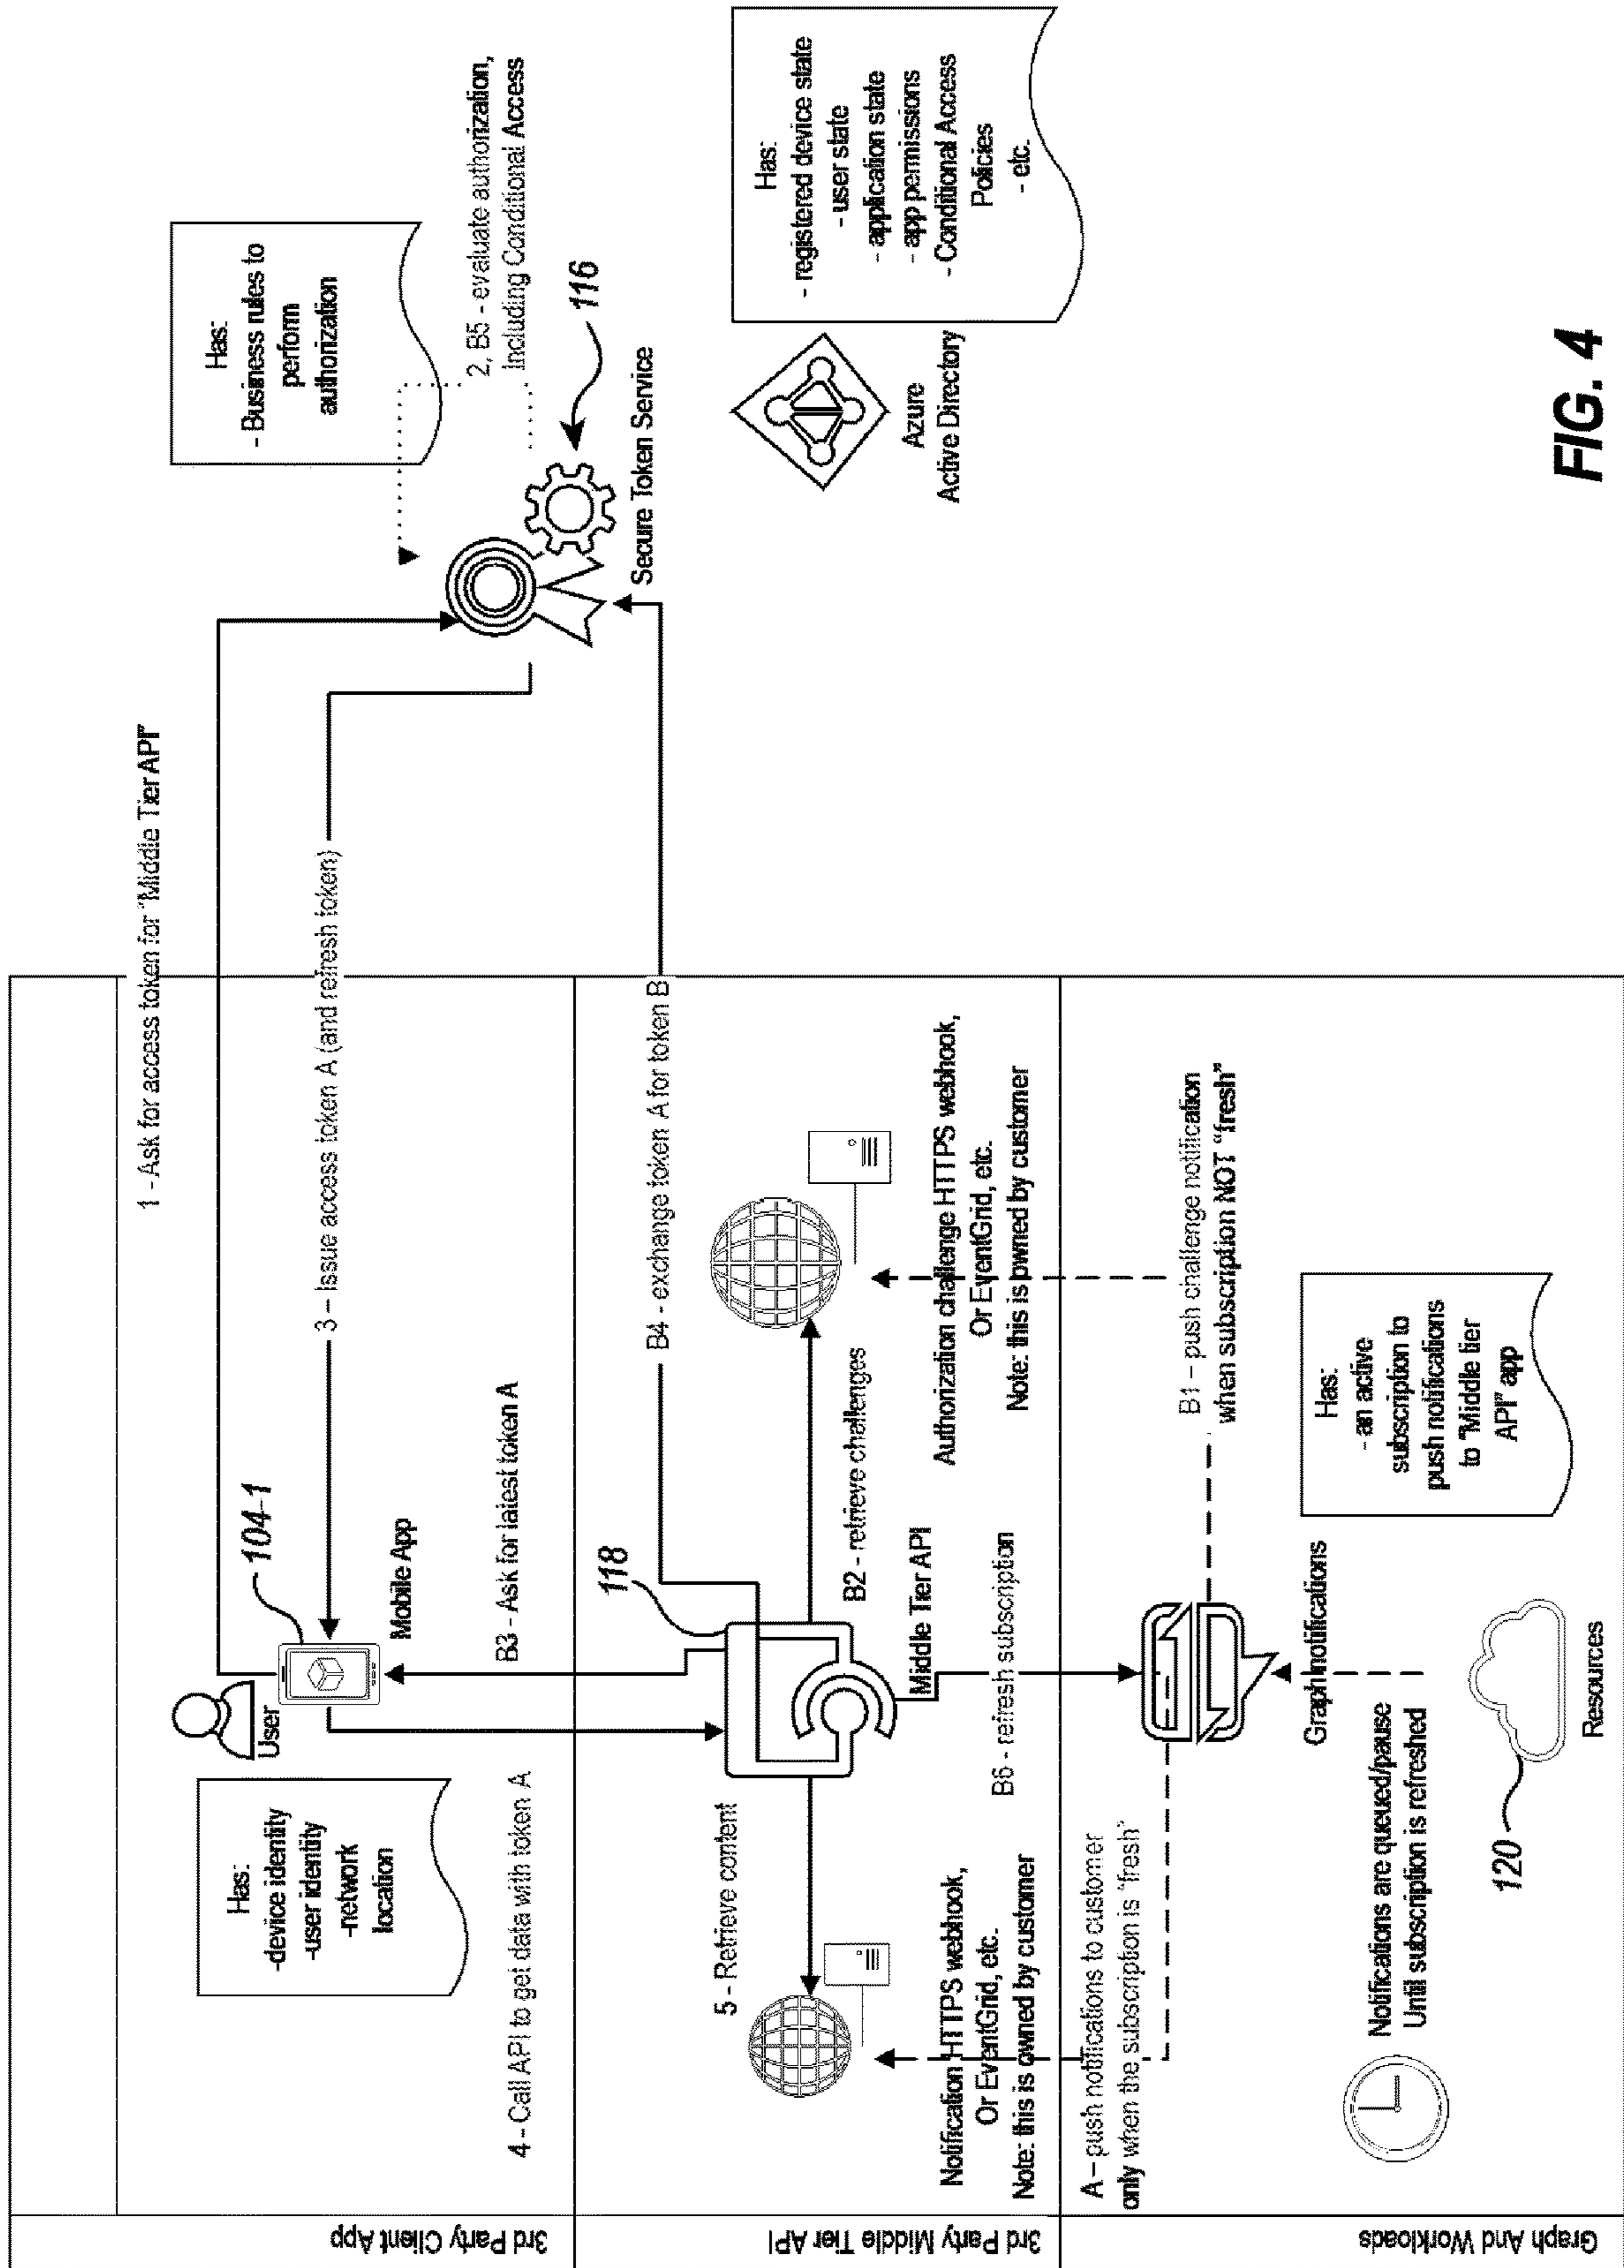 3rd Party Client App
Has:
-device identity
-user identity
-network
location
User
104-1
Mobile App
1 - Ask for access token for "Middle Tier API"
3 – Issue access token A (and refresh token)
4 - Call API to get data with token A
B3 - Ask for latest token A
Has:
- Business rules to
perform
authorization
2, B5 - evaluate authorization,
Including Conditional Access
116
Secure Token Service
3rd Party Middle Tier API
5 - Retrieve content
118
B4 - exchange token A for token B
B2 - retrieve challenges
Middle Tier API
Notification HTTPS webhook,
Or EventGrid, etc.
Note: this is owned by customer
Authorization challenge HTTPS webhook,
Or EventGrid, etc.
Note: this is owned by customer
B6 - refresh subscription
Azure
Active Directory
Has:
- registered device state
- user state
- application state
- app permissions
- Conditional Access
Policies
- etc.
Graph And Workloads
A – push notifications to customer
only when the subscription is "fresh"
B1 – push challenge notification
when subscription NOT "fresh"
Graph notifications
Has:
- an active
subscription to
push notifications
to "Middle tier
API" app
Notifications are queued/pause
Until subscription is refreshed
120
Resources
FIG. 4